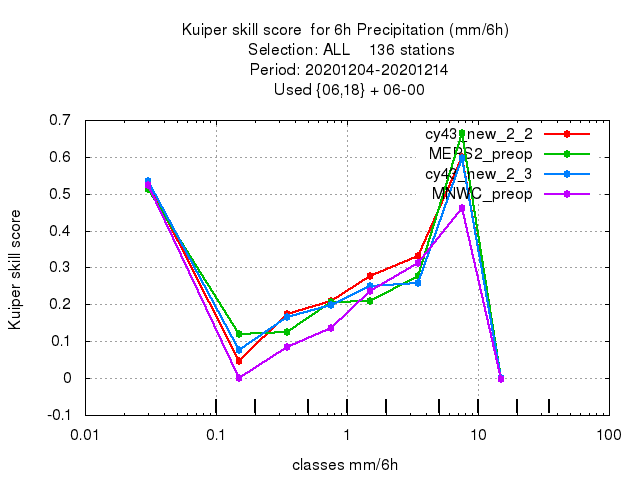 Kuiper skill score  for 6h Precipitation (mm/6h)
Selection: ALL    136 stations
Period: 20201204-20201214
Used {06,18} + 06-00
0.7
0.6
0.5
0.4
0.3
0.2
0.1
0
-0.1
Kuiper skill score
cy43_new_2_2
MEPS2_preop
cy43_new_2_3
MNWC_preop
0.01 0.1 1 10 100
classes mm/6h